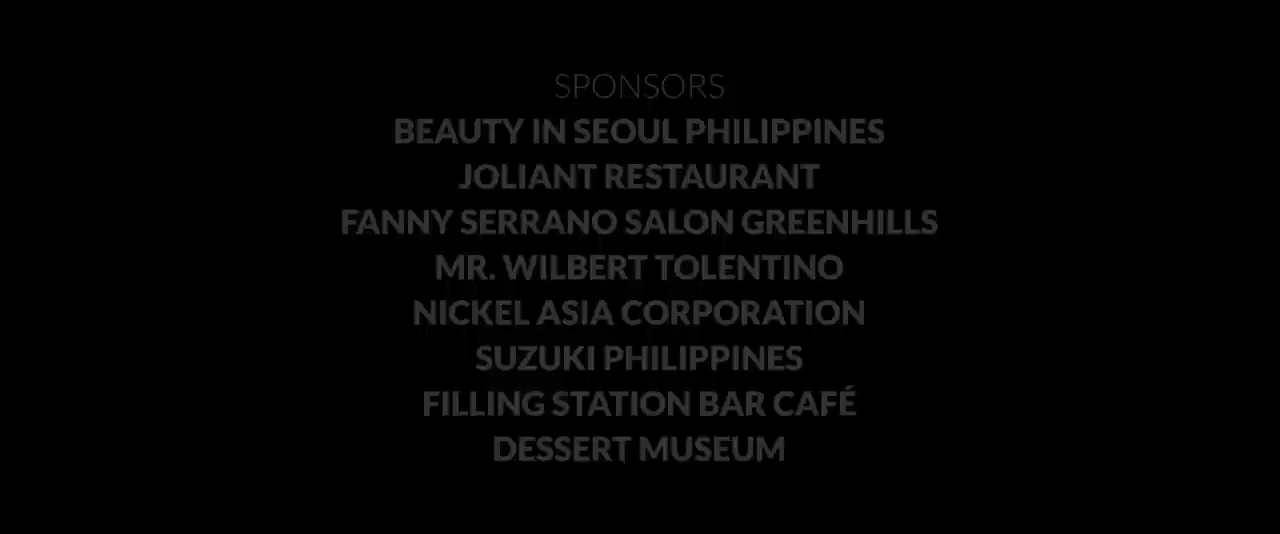 SPONSORS
BEAUTY IN SEOUL PHILIPPINES
JOLIANT RESTAURANT
FANNY SERRANO SALON GREENHILLS
MR. WILBERT TOLENTINO
NICKEL ASIA CORPORATION
SUZUKI PHILIPPINES
FILLING STATION BAR CAFÉ
DESSERT MUSEUM